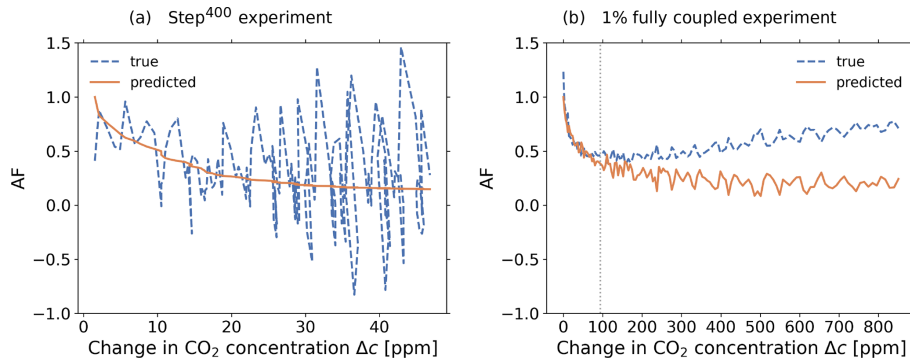 (a) Step⁴⁰⁰ experiment
1.5
1.0
0.5
0.0
−0.5
−1.0
AF
true
predicted
0 10 20 30 40
Change in CO₂ concentration Δc [ppm]
(b) 1% fully coupled experiment
1.5
1.0
0.5
0.0
−0.5
−1.0
AF
true
predicted
0 100 200 300 400 500 600 700 800
Change in CO₂ concentration Δc [ppm]